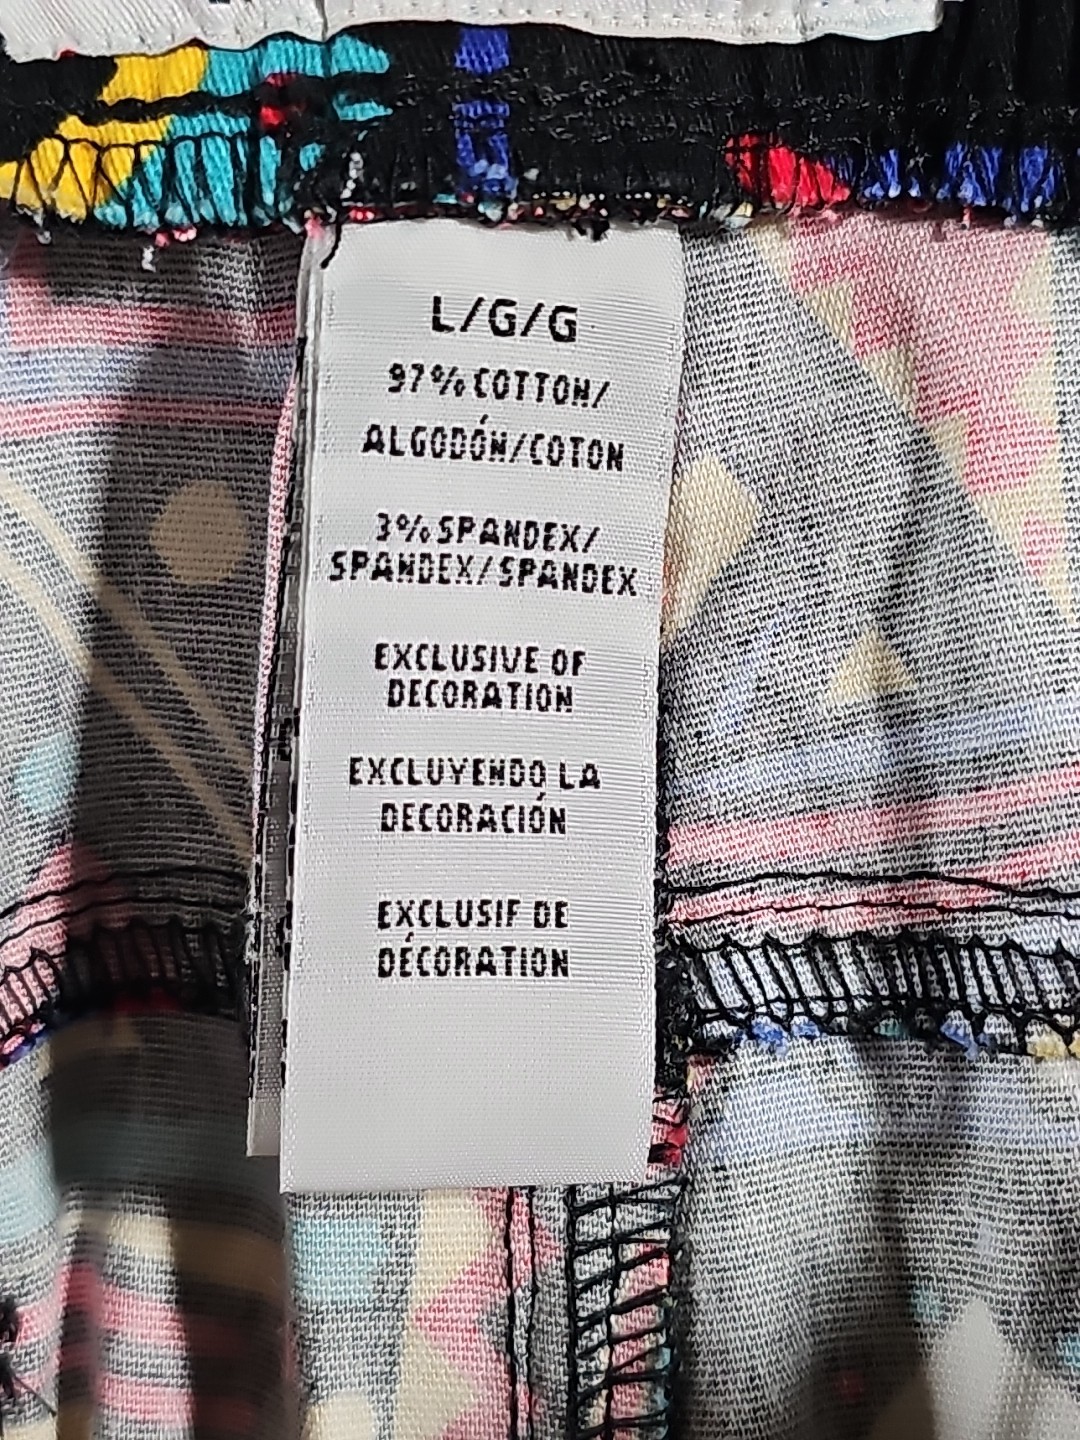 L/G/G
97% COTTON/
ALGODÓN/COTON
3% SPANDEX/
SPANDEX/SPANDEX
EXCLUSIVE OF
DECORATION
EXCLUYENDO LA
DECORACIÓN
EXCLUSIF DE
DÉCORATION